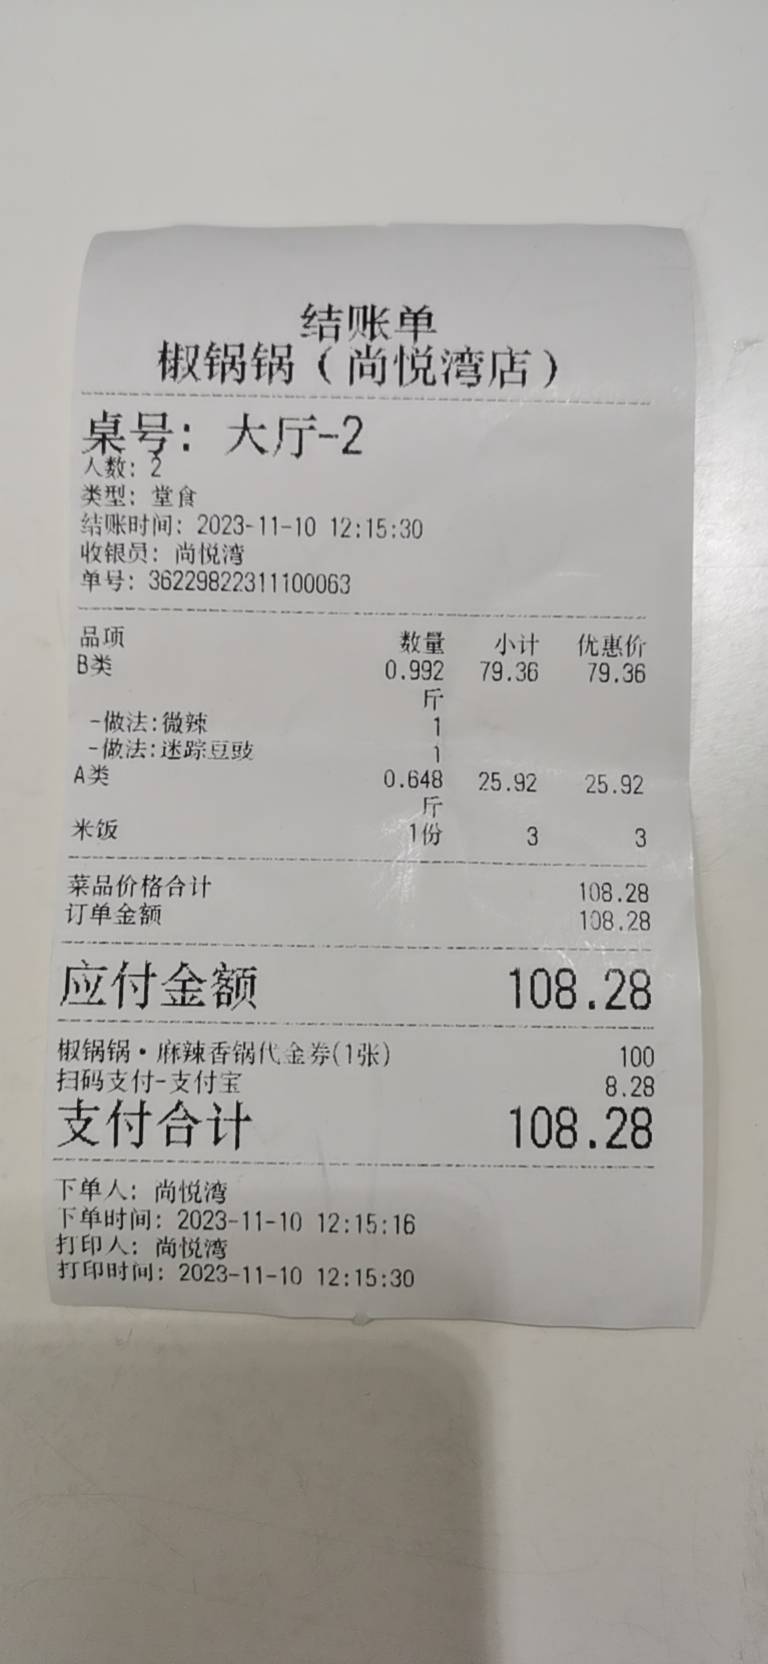 结账单
椒锅锅（尚悦湾店）
桌号: 大厅-2
人数: 2
类型: 堂食
结账时间: 2023-11-10 12:15:30
收银员: 尚悦湾
单号: 36229822311100063
品项 数量 小计 优惠价
B类 0.992 79.36 79.36
斤
-做法:微辣 1
-做法:迷踪豆豉 1
A类 0.648 25.92 25.92
斤
米饭 1份 3 3
菜品价格合计 108.28
订单金额 108.28
应付金额 108.28
椒锅锅·麻辣香锅代金券(1张) 100
扫码支付-支付宝 8.28
支付合计 108.28
下单人: 尚悦湾
下单时间: 2023-11-10 12:15:16
打印人: 尚悦湾
打印时间: 2023-11-10 12:15:30